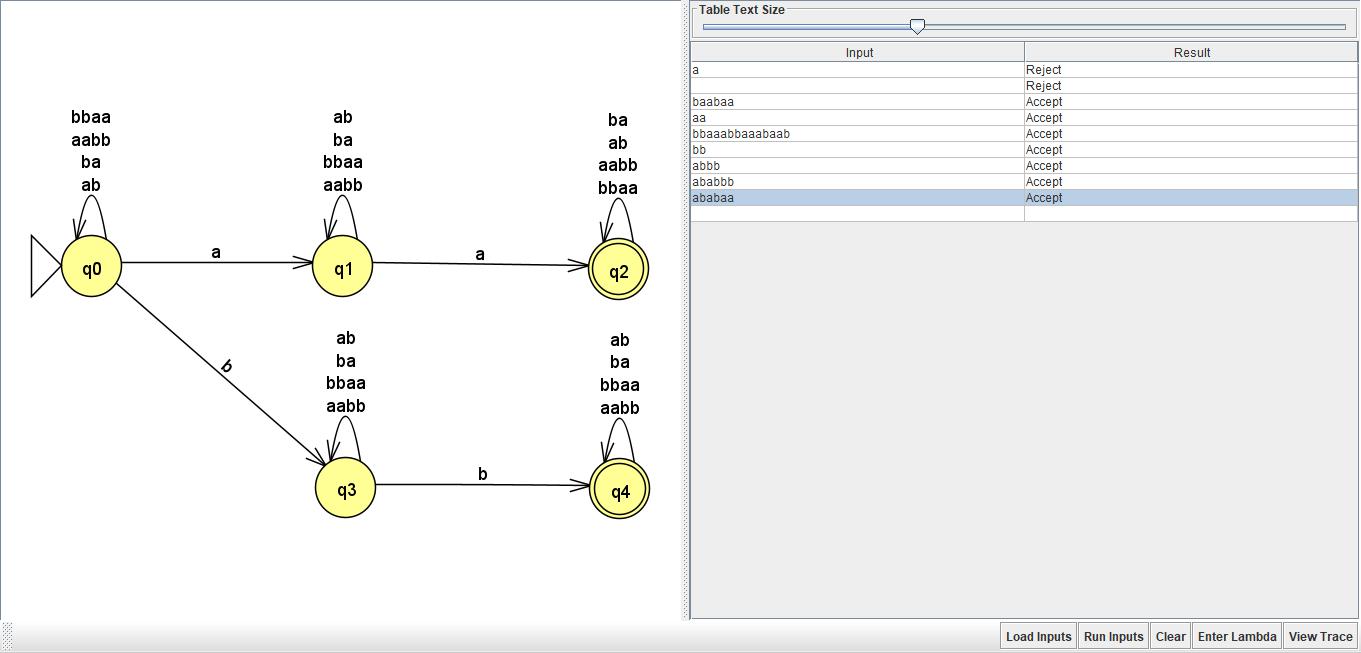 bbaa
aabb
ba
ab
q0
a
ab
ba
bbaa
aabb
q1
a
ba
ab
aabb
bbaa
q2
b
ab
ba
bbaa
aabb
q3
b
ab
ba
bbaa
aabb
q4
Table Text Size
Input Result
a Reject
Reject
baabaa Accept
aa Accept
bbaaabbaaabaab Accept
bb Accept
abbb Accept
ababbb Accept
ababaa Accept
Load Inputs Run Inputs Clear Enter Lambda View Trace